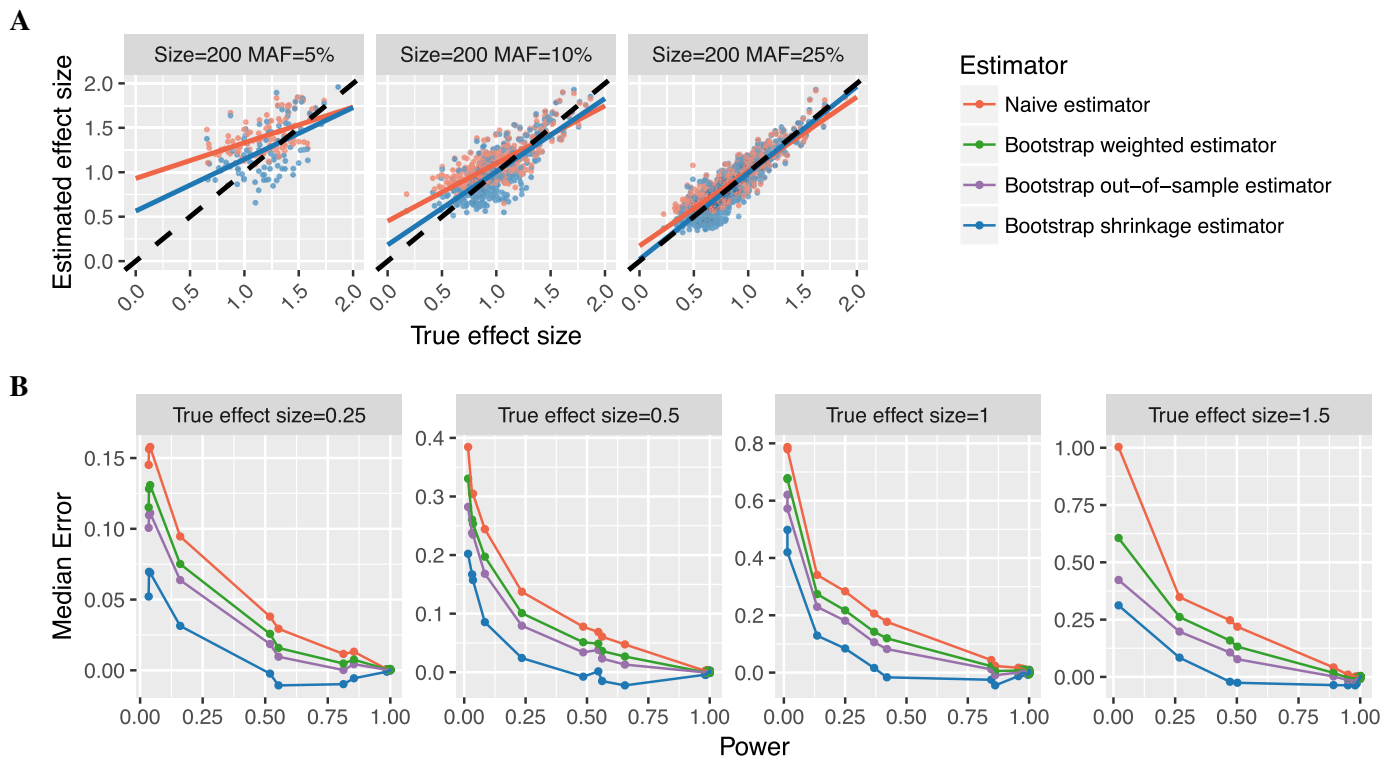 A
Size=200 MAF=5%
Size=200 MAF=10%
Size=200 MAF=25%
Estimated effect size
2.0
1.5
1.0
0.5
0.0
0.0 0.5 1.0 1.5 2.0
0.0 0.5 1.0 1.5 2.0
0.0 0.5 1.0 1.5 2.0
True effect size
Estimator
Naive estimator
Bootstrap weighted estimator
Bootstrap out−of−sample estimator
Bootstrap shrinkage estimator
B
Median Error
True effect size=0.25
0.15
0.10
0.05
0.00
0.00 0.25 0.50 0.75 1.00
True effect size=0.5
0.4
0.3
0.2
0.1
0.0
0.00 0.25 0.50 0.75 1.00
True effect size=1
0.8
0.6
0.4
0.2
0.0
0.00 0.25 0.50 0.75 1.00
True effect size=1.5
1.00
0.75
0.50
0.25
0.00
0.00 0.25 0.50 0.75 1.00
Power